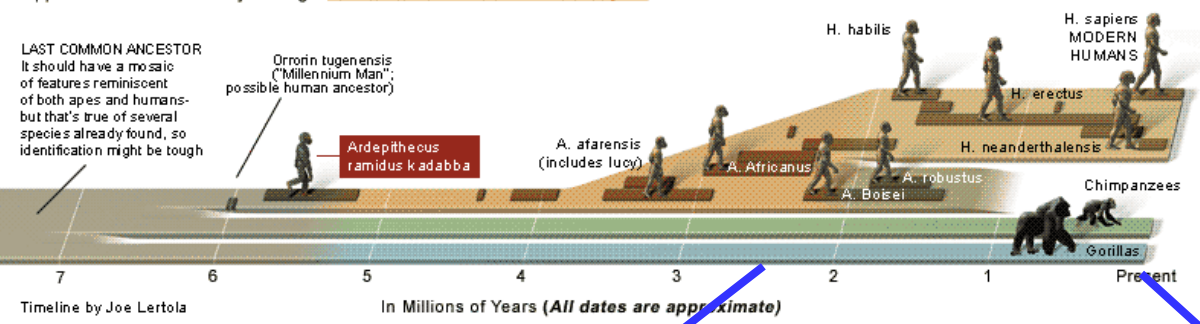 LAST COMMON ANCESTOR
It should have a mosaic
of features reminiscent
of both apes and humans-
but that's true of several
species already found, so
identification might be tough
Orrorin tugenensis
("Millennium Man";
possible human ancestor)
Ardepithecus
ramidus kadabba
A. afarensis
(includes lucy)
A. Africanus
A. Boisei
A. robustus
H. habilis
H. erectus
H. sapiens
MODERN
HUMANS
H. neanderthalensis
Chimpanzees
Gorillas
7 6 5 4 3 2 1 Present
Timeline by Joe Lertola
In Millions of Years (All dates are approximate)